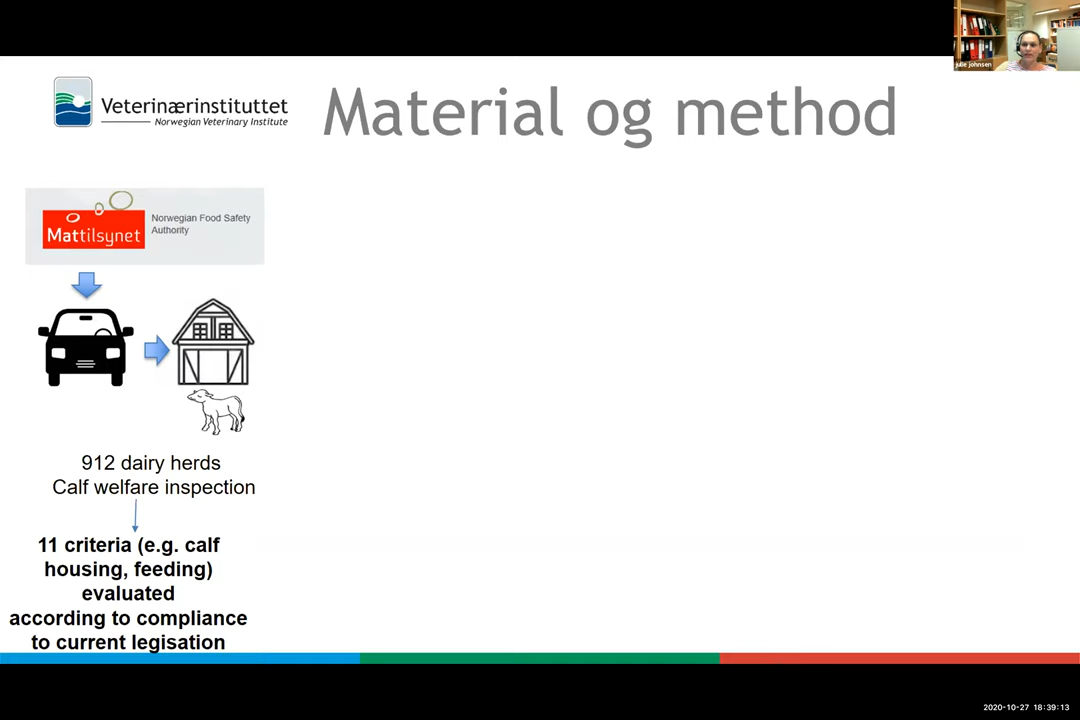 julie johnsen
Veterinærinstituttet
Norwegian Veterinary Institute
Material og method
Mattilsynet
Norwegian Food Safety
Authority
912 dairy herds
Calf welfare inspection
11 criteria (e.g. calf
housing, feeding)
evaluated
according to compliance
to current legisation
2020-10-27 18:39:13